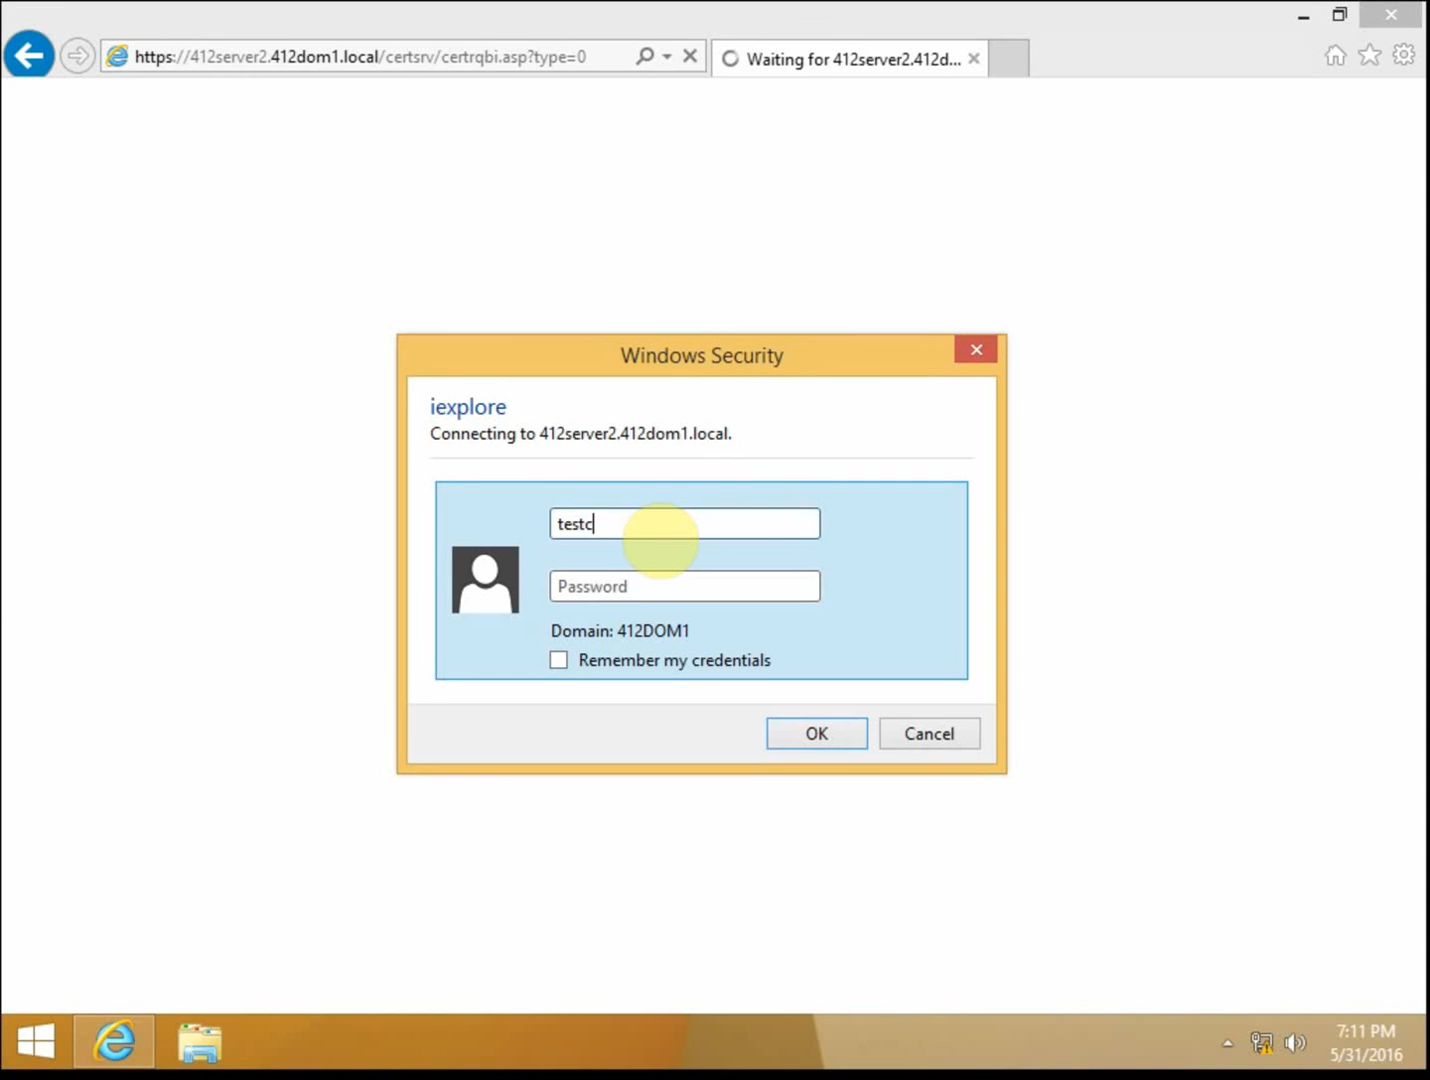 https://412server2.412dom1.local/certsrv/certrqbi.asp?type=0
Waiting for 412server2.412d...
Windows Security
iexplore
Connecting to 412server2.412dom1.local.
testc
Password
Domain: 412DOM1
Remember my credentials
OK
Cancel
7:11 PM
5/31/2016